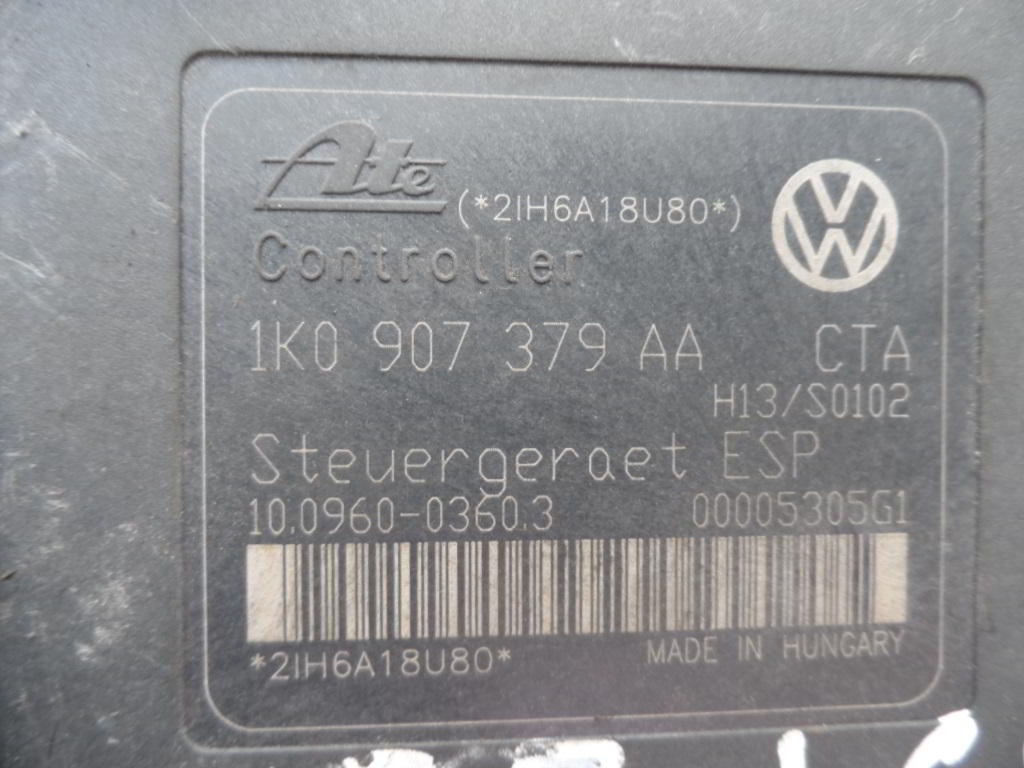 Ate (*2IH6A18U80*)
Controller
1K0 907 379 AA CTA
H13/S0102
Steuergeraet ESP
10.0960-0360.3 00005305G1
*2IH6A18U80* MADE IN HUNGARY